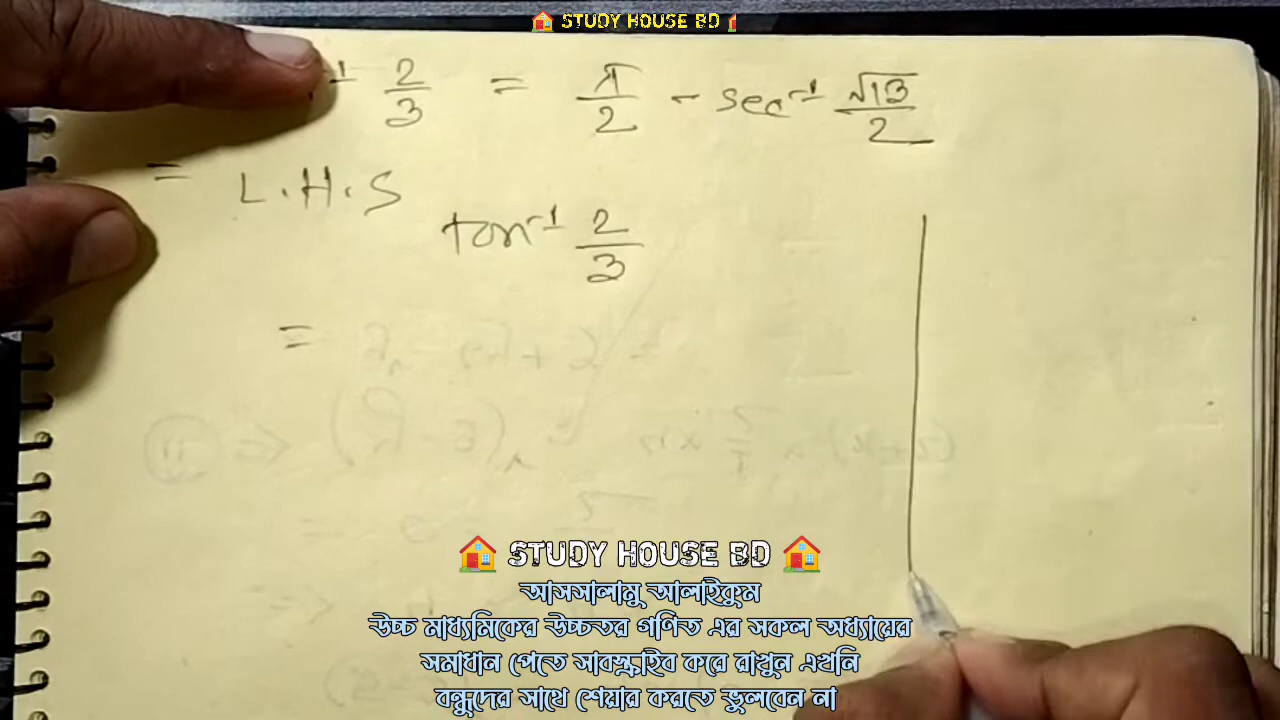 STUDY HOUSE BD
-1 2/3 = π/2 - sec⁻¹ √13/2
= L.H.S
tan⁻¹ 2/3
=
STUDY HOUSE BD
আসসালামু আলাইকুম
উচ্চ মাধ্যমিকের উচ্চতর গণিত এর সকল অধ্যায়ের
সমাধান পেতে সাবস্ক্রাইব করে রাখুন এখনি
বন্ধুদের সাথে শেয়ার করতে ভুলবেন না